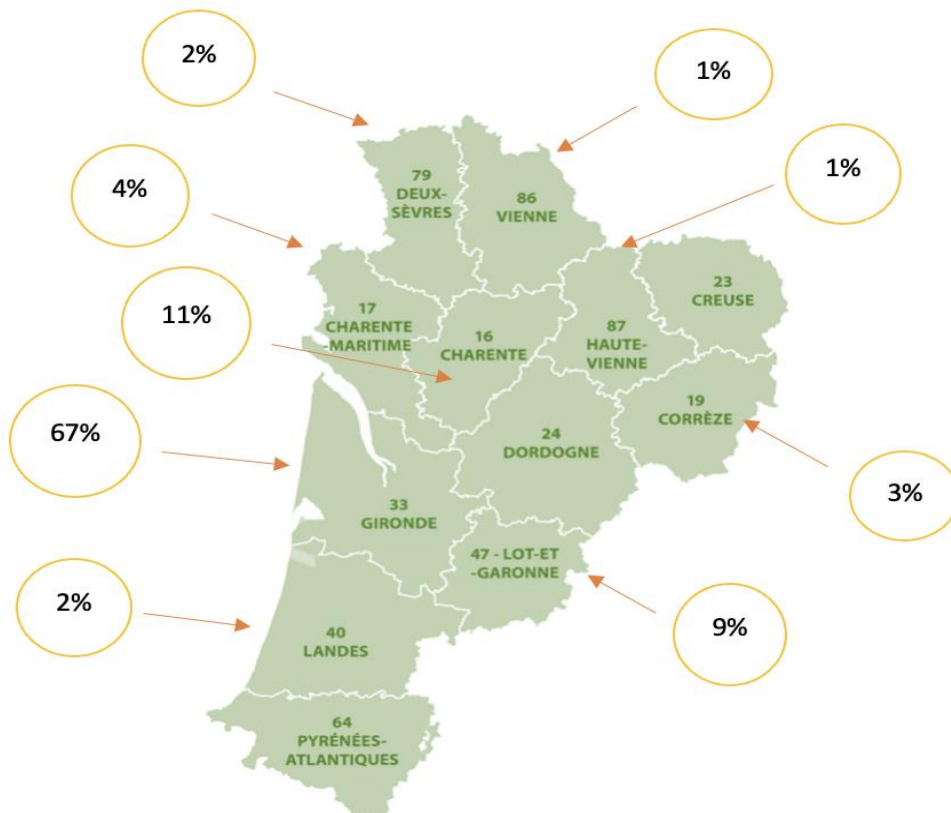 2%
1%
4%
1%
79
DEUX-
SÈVRES
86
VIENNE
11%
17
CHARENTE
-MARITIME
16
CHARENTE
87
HAUTE-
VIENNE
23
CREUSE
67%
24
DORDOGNE
19
CORRÈZE
3%
33
GIRONDE
47 - LOT-ET
-GARONNE
2%
40
LANDES
9%
64
PYRÉNÉES-
ATLANTIQUES